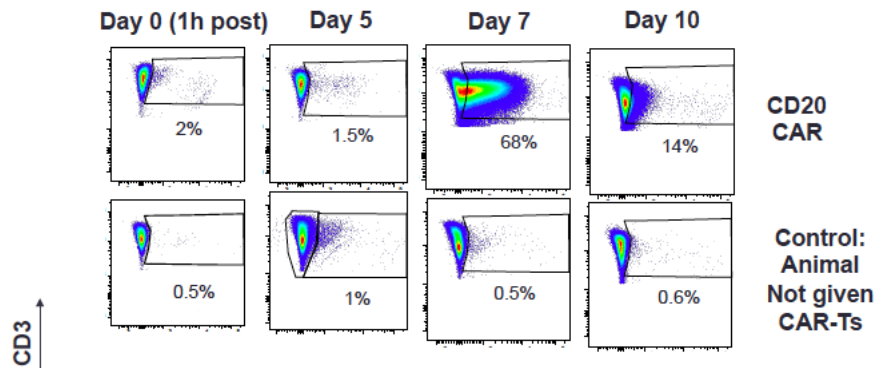 Day 0 (1h post) Day 5 Day 7 Day 10
2% 1.5% 68% 14%
CD20
CAR
0.5% 1% 0.5% 0.6%
Control:
Animal
Not given
CAR-Ts
CD3